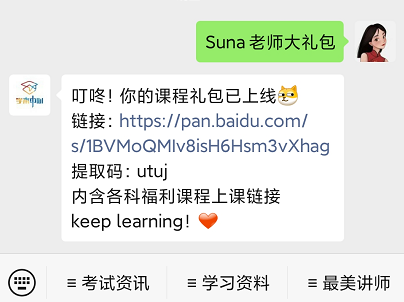 Suna 老师大礼包
叮咚！你的课程礼包已上线
链接：https://pan.baidu.com/
s/1BVMoQMIv8isH6Hsm3vXhag
提取码：utuj
内含各科福利课程上课链接
keep learning！
≡ 考试资讯
≡ 学习资料
≡ 最美讲师